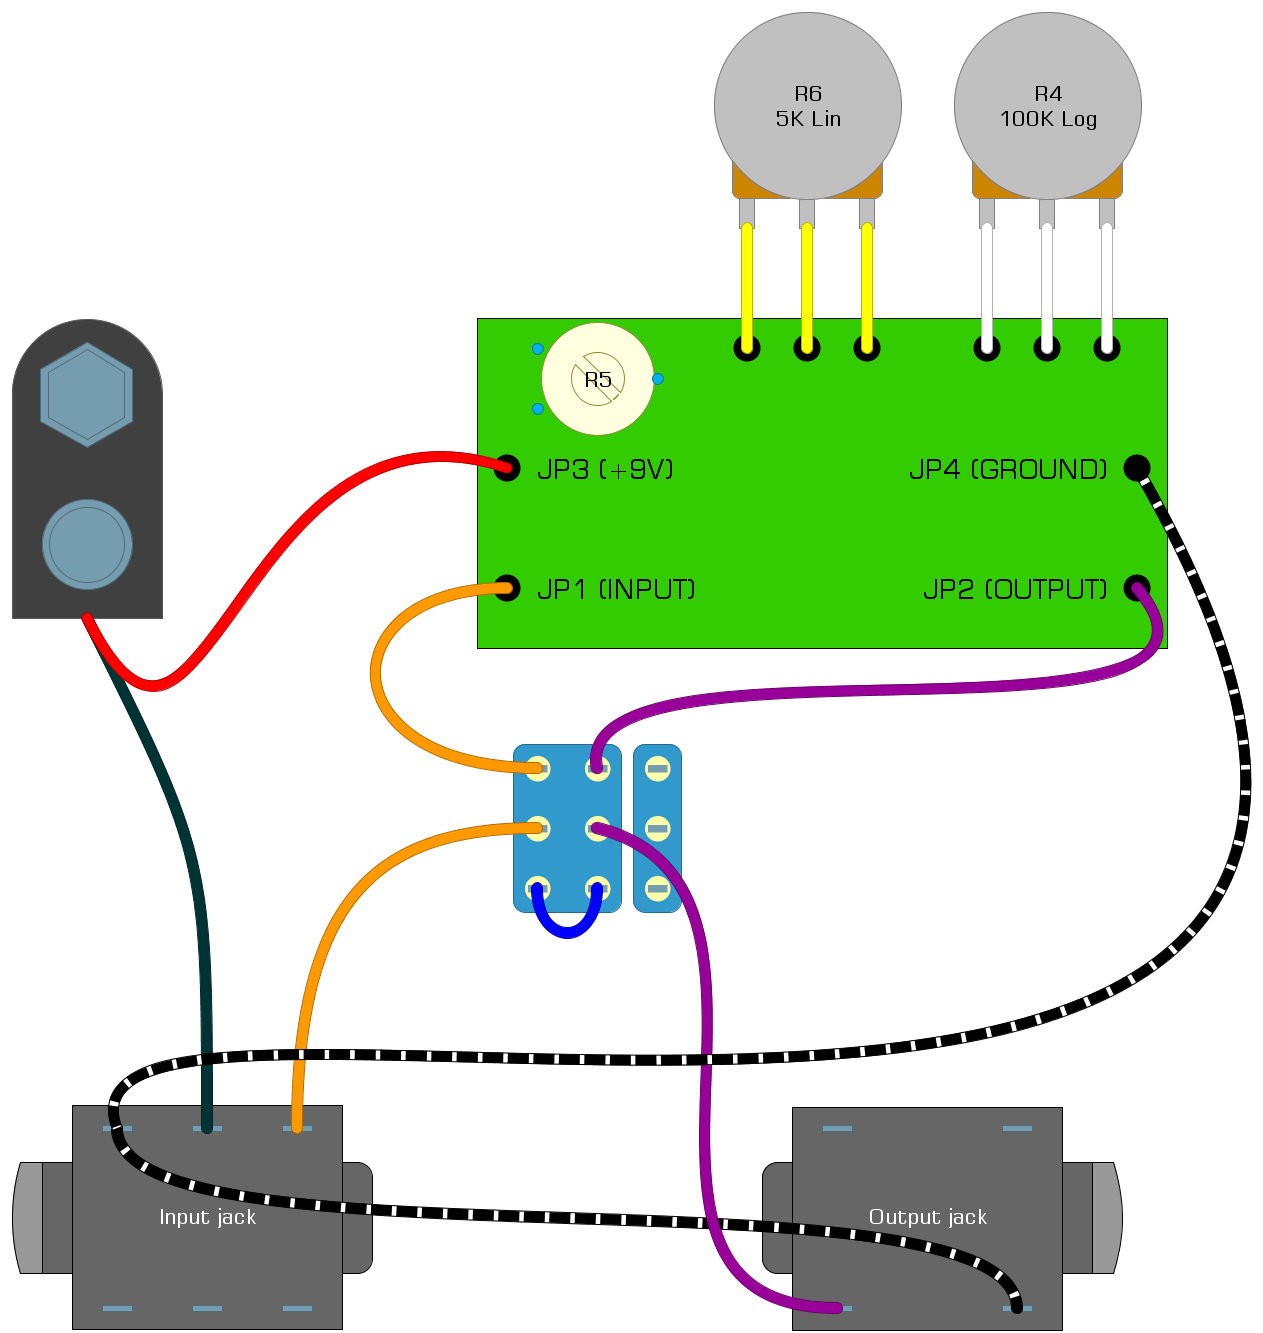 R6
5K Lin
R4
100K Log
R5
JP3 (+9V)
JP4 (GROUND)
JP1 (INPUT)
JP2 (OUTPUT)
Input jack
Output jack